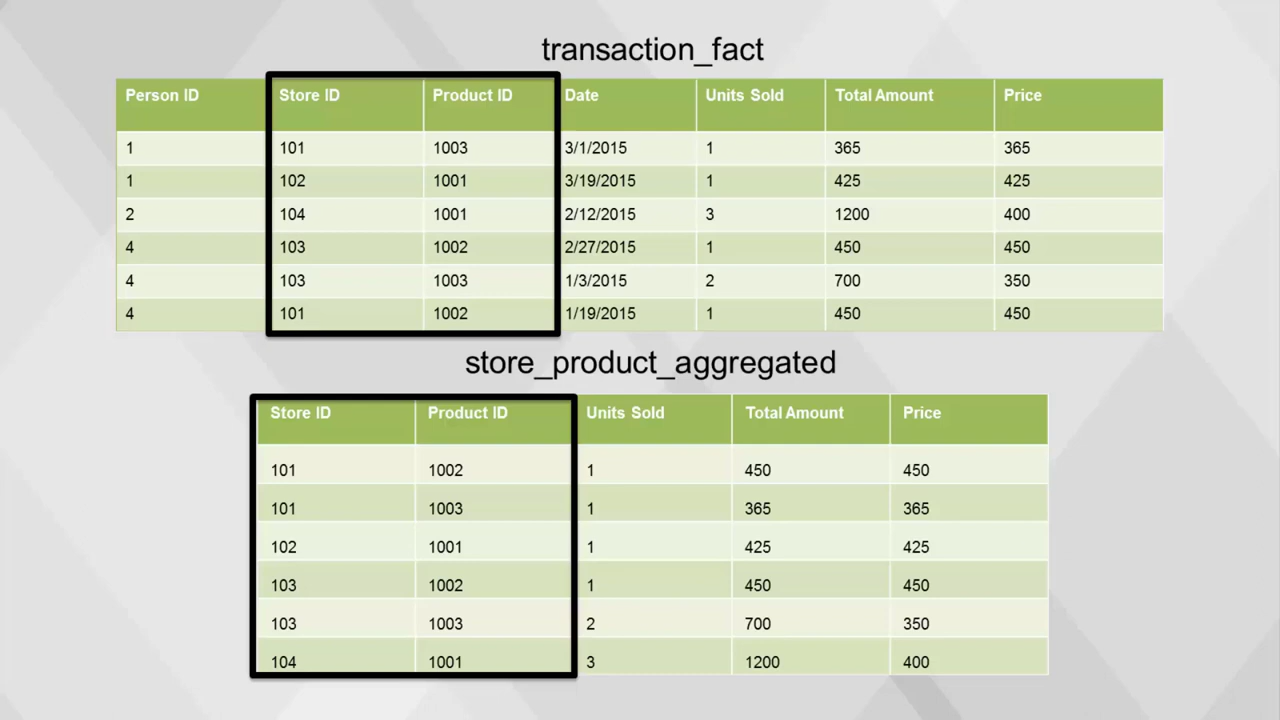 transaction_fact
Person ID Store ID Product ID Date Units Sold Total Amount Price
1 101 1003 3/1/2015 1 365 365
1 102 1001 3/19/2015 1 425 425
2 104 1001 2/12/2015 3 1200 400
4 103 1002 2/27/2015 1 450 450
4 103 1003 1/3/2015 2 700 350
4 101 1002 1/19/2015 1 450 450
store_product_aggregated
Store ID Product ID Units Sold Total Amount Price
101 1002 1 450 450
101 1003 1 365 365
102 1001 1 425 425
103 1002 1 450 450
103 1003 2 700 350
104 1001 3 1200 400